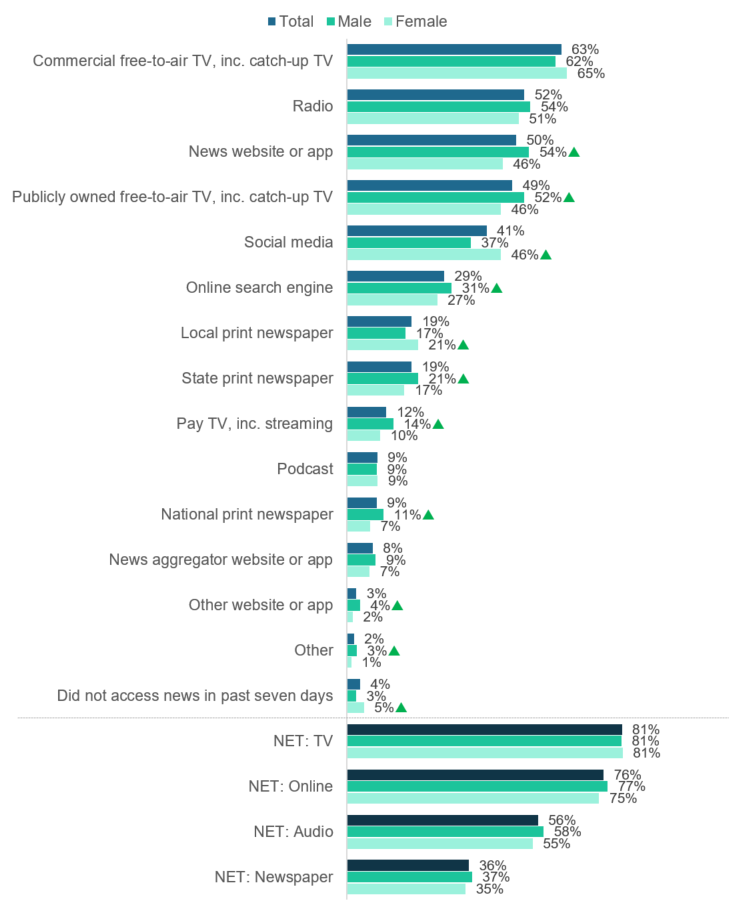 Total Male Female
Commercial free-to-air TV, inc. catch-up TV
63%
62%
65%
Radio
52%
54%
51%
News website or app
50%
54%
46%
Publicly owned free-to-air TV, inc. catch-up TV
49%
52%
46%
Social media
41%
37%
46%
Online search engine
29%
31%
27%
Local print newspaper
19%
17%
21%
State print newspaper
19%
21%
17%
Pay TV, inc. streaming
12%
14%
10%
Podcast
9%
9%
9%
National print newspaper
9%
11%
7%
News aggregator website or app
8%
9%
7%
Other website or app
3%
4%
2%
Other
2%
3%
1%
Did not access news in past seven days
4%
3%
5%
NET: TV
81%
81%
81%
NET: Online
76%
77%
75%
NET: Audio
56%
58%
55%
NET: Newspaper
36%
37%
35%